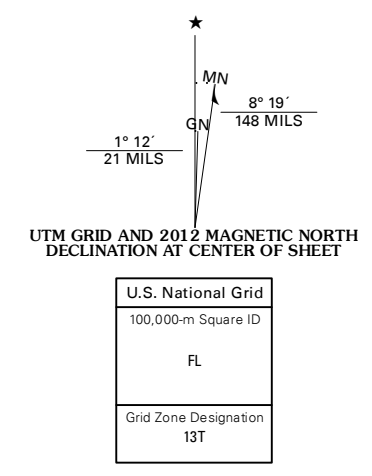 ★
MN
8° 19´
148 MILS
GN
1° 12´
21 MILS
UTM GRID AND 2012 MAGNETIC NORTH
DECLINATION AT CENTER OF SHEET
U.S. National Grid
100,000-m Square ID
FL
Grid Zone Designation
13T